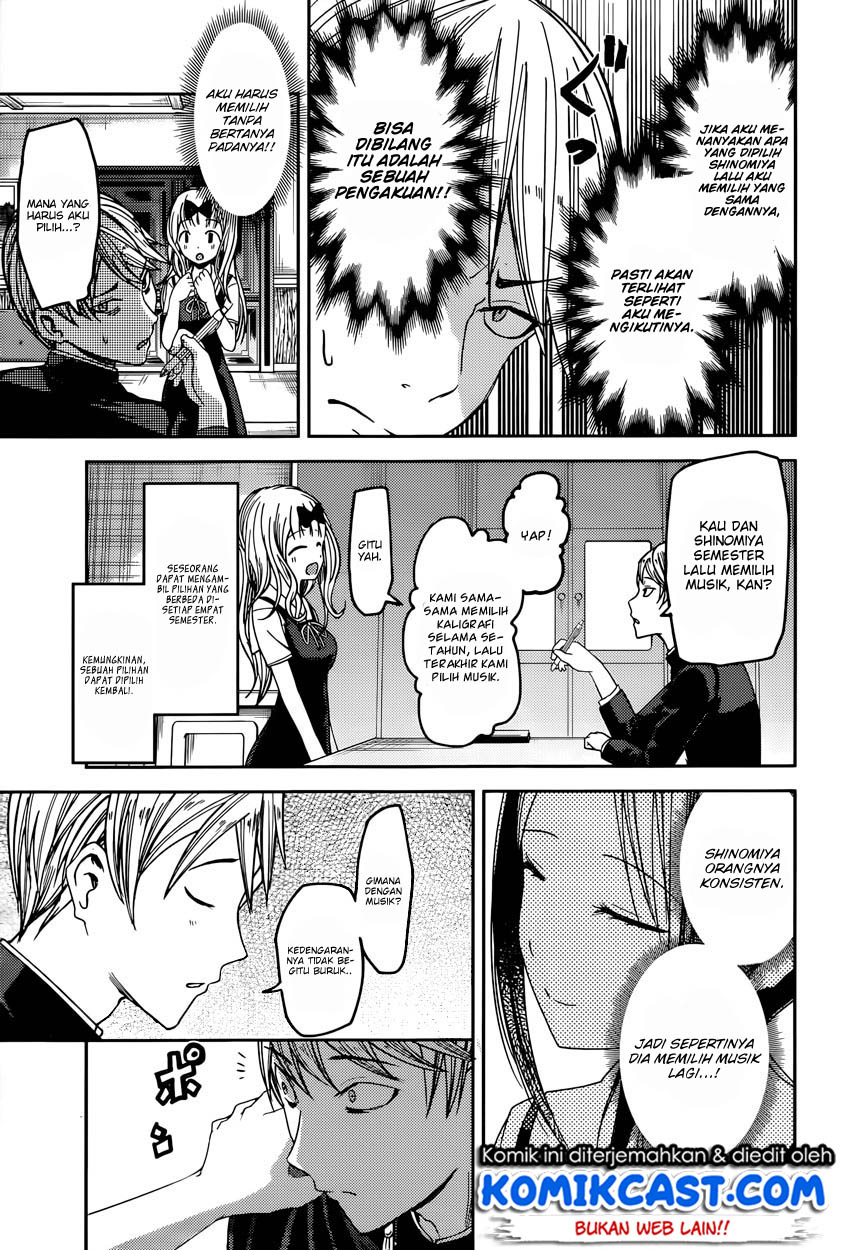 JIKA AKU ME-
NANYAKAN APA
YANG DIPILIH
SHINOMIYA
LALU AKU
MEMILIH YANG
SAMA
DENGANNYA,
PASTI AKAN
TERLIHAT
SEPERTI
AKU ME-
NGIKUTINYA.
BISA
DIBILANG
ITU ADALAH
SEBUAH
PENGAKUAN!!
AKU HARUS
MEMILIH
TANPA
BERTANYA
PADANYA!!
MANA YANG
HARUS AKU
PILIH...?
KAU DAN
SHINOMIYA
SEMESTER
LALU MEMILIH
MUSIK, KAN?
YAP!
KAMI SAMA-
SAMA MEMILIH
KALIGRAFI
SELAMA SE-
TAHUN, LALU
TERAKHIR KAMI
PILIH MUSIK.
GITU
YAH.
SESEORANG
DAPAT MENGAM-
BIL PILIHAN YANG
BERBEDA DI-
SETIAP EMPAT
SEMESTER.
KEMUNGKINAN,
SEBUAH PILIHAN
DAPAT DIPILIH
KEMBALI.
SHINOMIYA
ORANGNYA
KONSISTEN.
JADI SEPERTINYA
DIA MEMILIH MUSIK
LAGI...!
GIMANA
DENGAN
MUSIK?
KEDENGARAN-
NYA TIDAK BE-
GITU BURUK..
ポン
Komik ini diterjemahkan & diedit oleh
KOMIKCAST.COM
BUKAN WEB LAIN!!